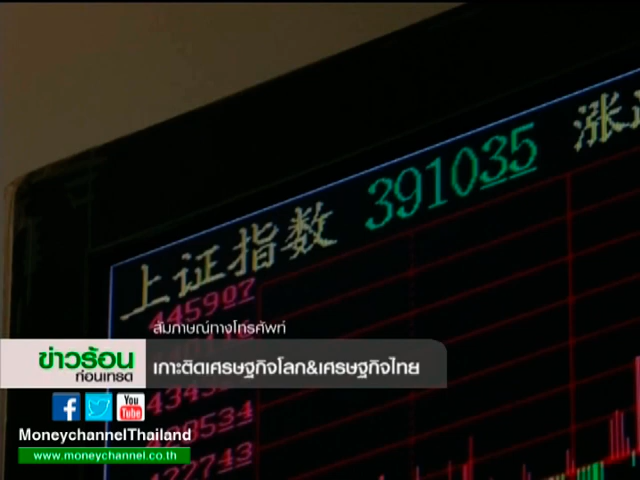 上证指数 391035 涨
445907
สัมภาษณ์ทางโทรศัพท์
ข่าวร้อน
ก่อนเทรด
เกาะติดเศรษฐกิจโลก&เศรษฐกิจไทย
You
Tube
MoneychannelThailand
www.moneychannel.co.th